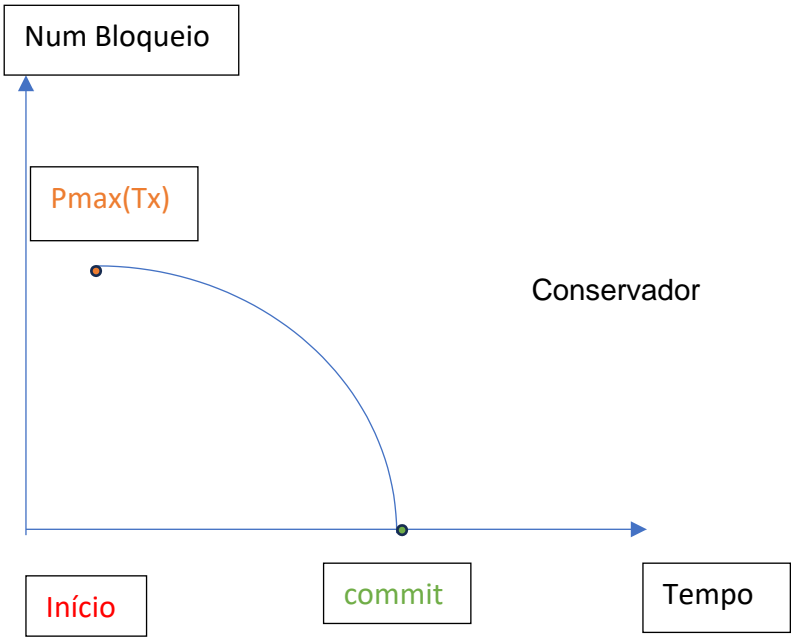 Num Bloqueio
Pmax(Tx)
Conservador
Início
commit
Tempo